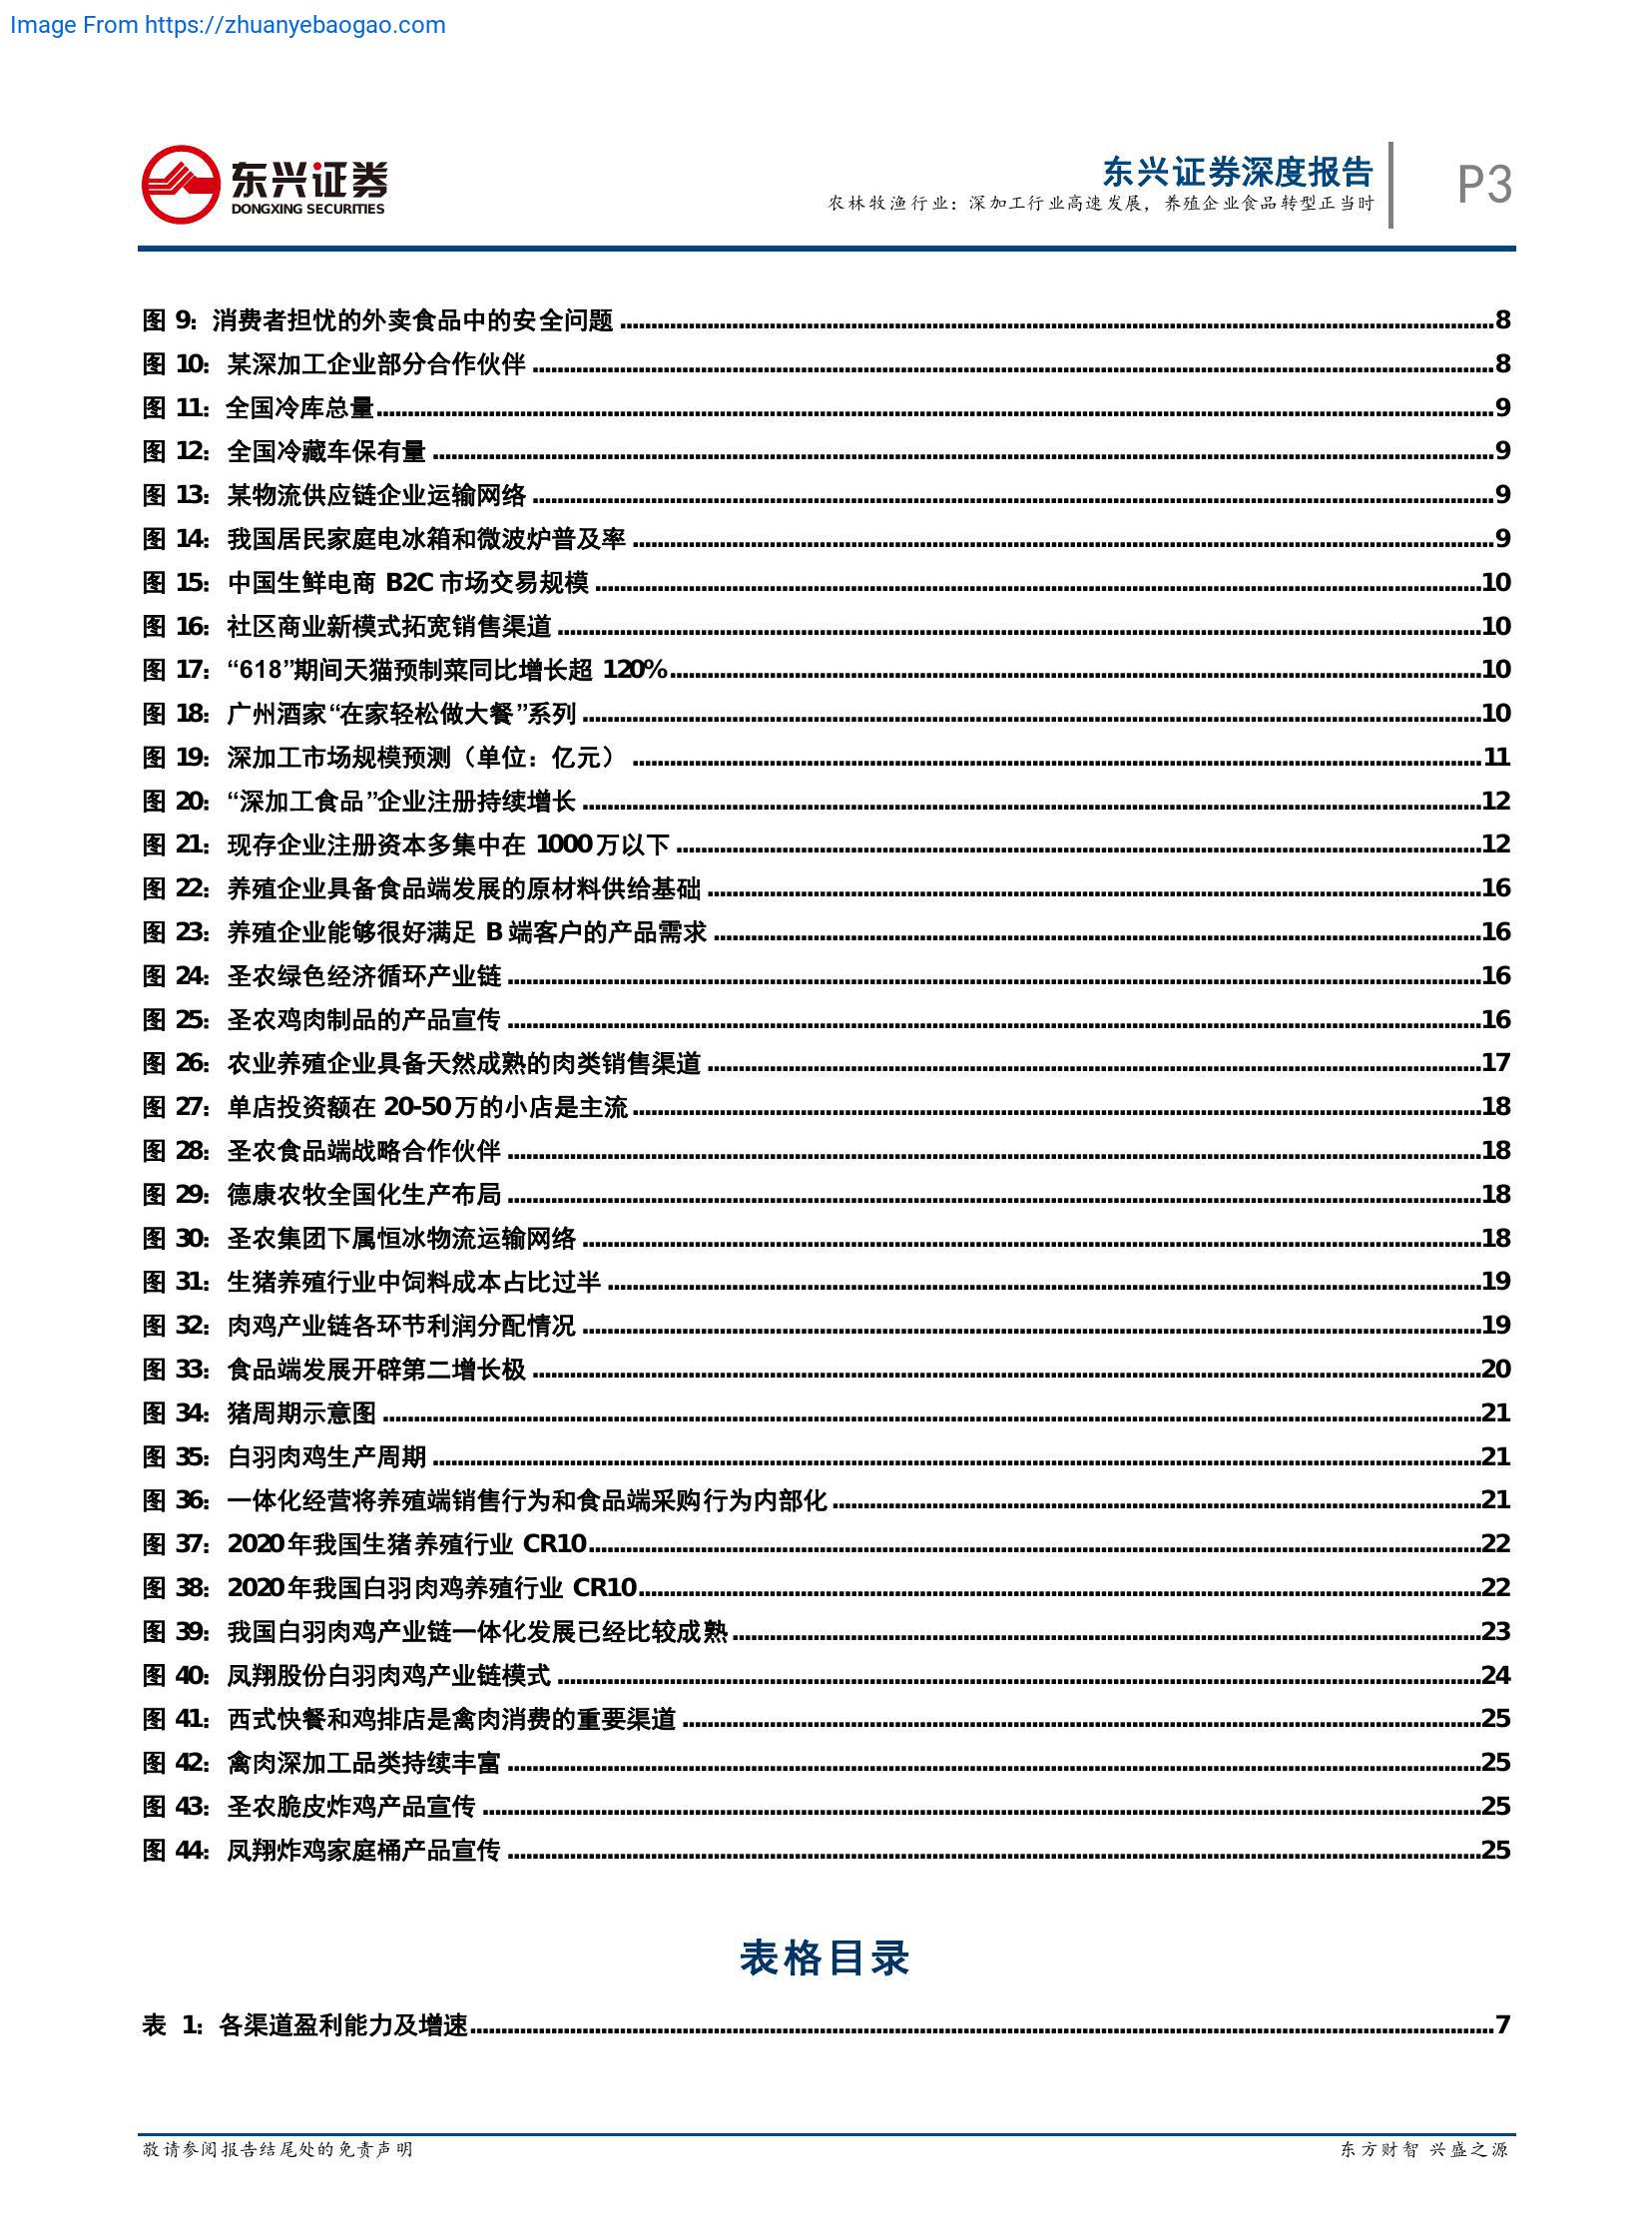 Image From https://zhuanyebaogao.com
东兴证券
DONGXING SECURITIES
东兴证券深度报告
农林牧渔行业：深加工行业高速发展，养殖企业食品转型正当时
P3
图 9：消费者担忧的外卖食品中的安全问题 ........ 8
图 10：某深加工企业部分合作伙伴 ........ 8
图 11：全国冷库总量 ........ 9
图 12：全国冷藏车保有量 ........ 9
图 13：某物流供应链企业运输网络 ........ 9
图 14：我国居民家庭电冰箱和微波炉普及率 ........ 9
图 15：中国生鲜电商 B2C 市场交易规模 ........ 10
图 16：社区商业新模式拓宽销售渠道 ........ 10
图 17：“618”期间天猫预制菜同比增长超 120% ........ 10
图 18：广州酒家“在家轻松做大餐”系列 ........ 10
图 19：深加工市场规模预测（单位：亿元） ........ 11
图 20：“深加工食品”企业注册持续增长 ........ 12
图 21：现存企业注册资本多集中在 1000 万以下 ........ 12
图 22：养殖企业具备食品端发展的原材料供给基础 ........ 16
图 23：养殖企业能够很好满足 B 端客户的产品需求 ........ 16
图 24：圣农绿色经济循环产业链 ........ 16
图 25：圣农鸡肉制品的产品宣传 ........ 16
图 26：农业养殖企业具备天然成熟的肉类销售渠道 ........ 17
图 27：单店投资额在 20-50 万的小店是主流 ........ 18
图 28：圣农食品端战略合作伙伴 ........ 18
图 29：德康农牧全国化生产布局 ........ 18
图 30：圣农集团下属恒冰物流运输网络 ........ 18
图 31：生猪养殖行业中饲料成本占比过半 ........ 19
图 32：肉鸡产业链各环节利润分配情况 ........ 19
图 33：食品端发展开辟第二增长极 ........ 20
图 34：猪周期示意图 ........ 21
图 35：白羽肉鸡生产周期 ........ 21
图 36：一体化经营将养殖端销售行为和食品端采购行为内部化 ........ 21
图 37：2020 年我国生猪养殖行业 CR10 ........ 22
图 38：2020 年我国白羽肉鸡养殖行业 CR10 ........ 22
图 39：我国白羽肉鸡产业链一体化发展已经比较成熟 ........ 23
图 40：凤翔股份白羽肉鸡产业链模式 ........ 24
图 41：西式快餐和鸡排店是禽肉消费的重要渠道 ........ 25
图 42：禽肉深加工品类持续丰富 ........ 25
图 43：圣农脆皮炸鸡产品宣传 ........ 25
图 44：凤翔炸鸡家庭桶产品宣传 ........ 25
表格目录
表 1：各渠道盈利能力及增速 ........ 7
敬请参阅报告结尾处的免责声明
东方财智 兴盛之源